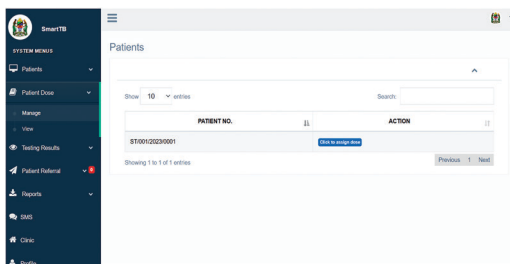 SmartTB
SYSTEM MENUS
Patients
Patient Dose
Manage
View
Testing Results
Patient Referral 0
Reports
SMS
Clinic
Profile
Patients
Show 10 entries Search:
PATIENT NO. ACTION
ST/001/2023/0001 Click to assign dose
Showing 1 to 1 of 1 entries Previous 1 Next